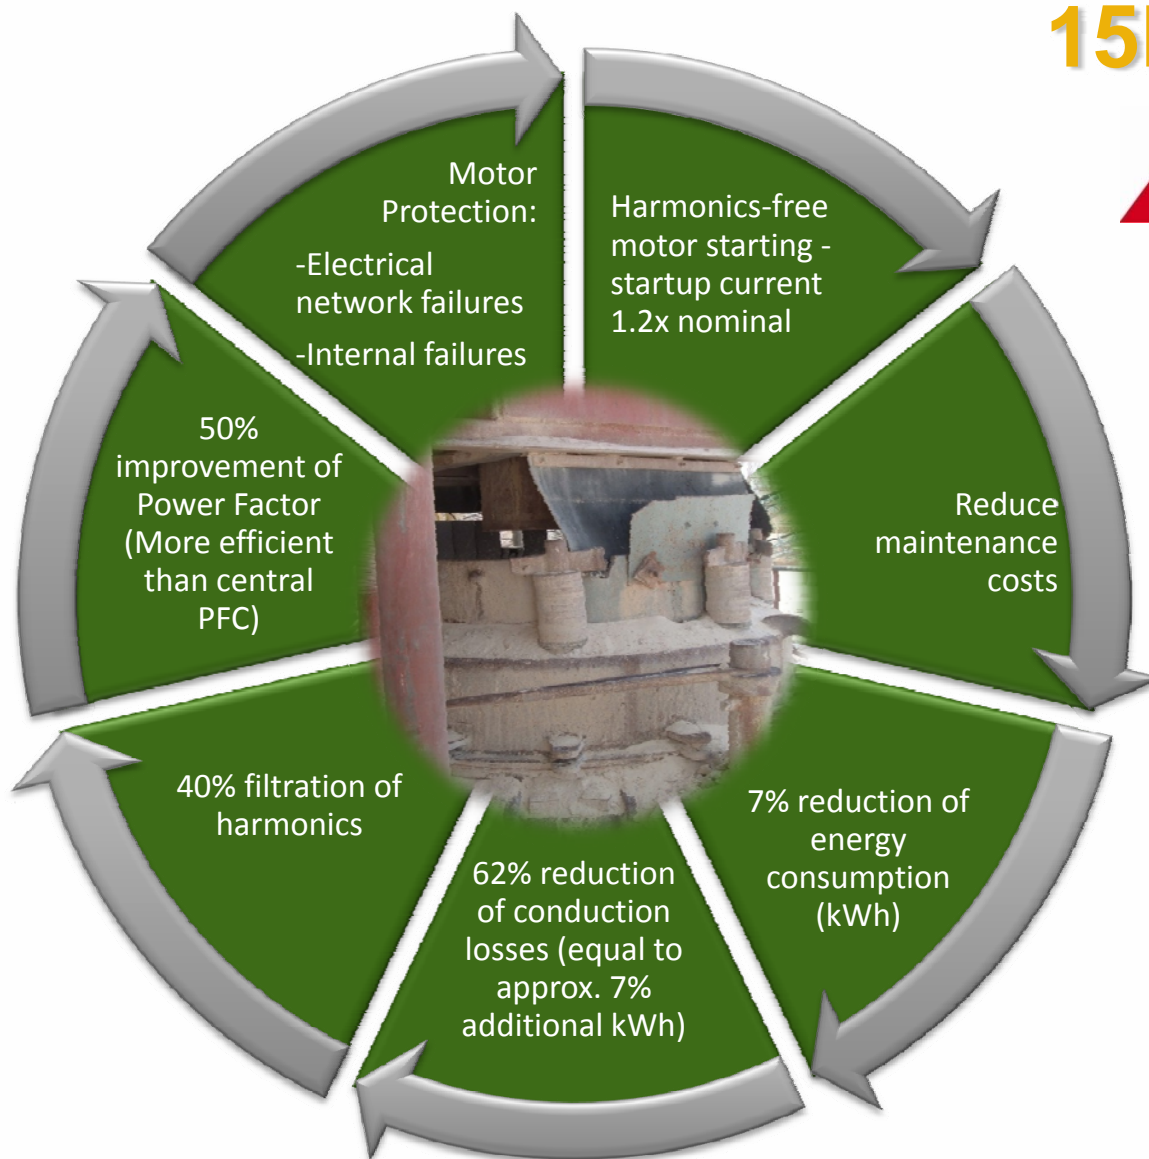 15
Motor
Protection:
-Electrical
network failures
-Internal failures
Harmonics-free
motor starting -
startup current
1.2x nominal
Reduce
maintenance
costs
7% reduction of
energy
consumption
(kWh)
62% reduction
of conduction
losses (equal to
approx. 7%
additional kWh)
40% filtration of
harmonics
50%
improvement of
Power Factor
(More efficient
than central
PFC)